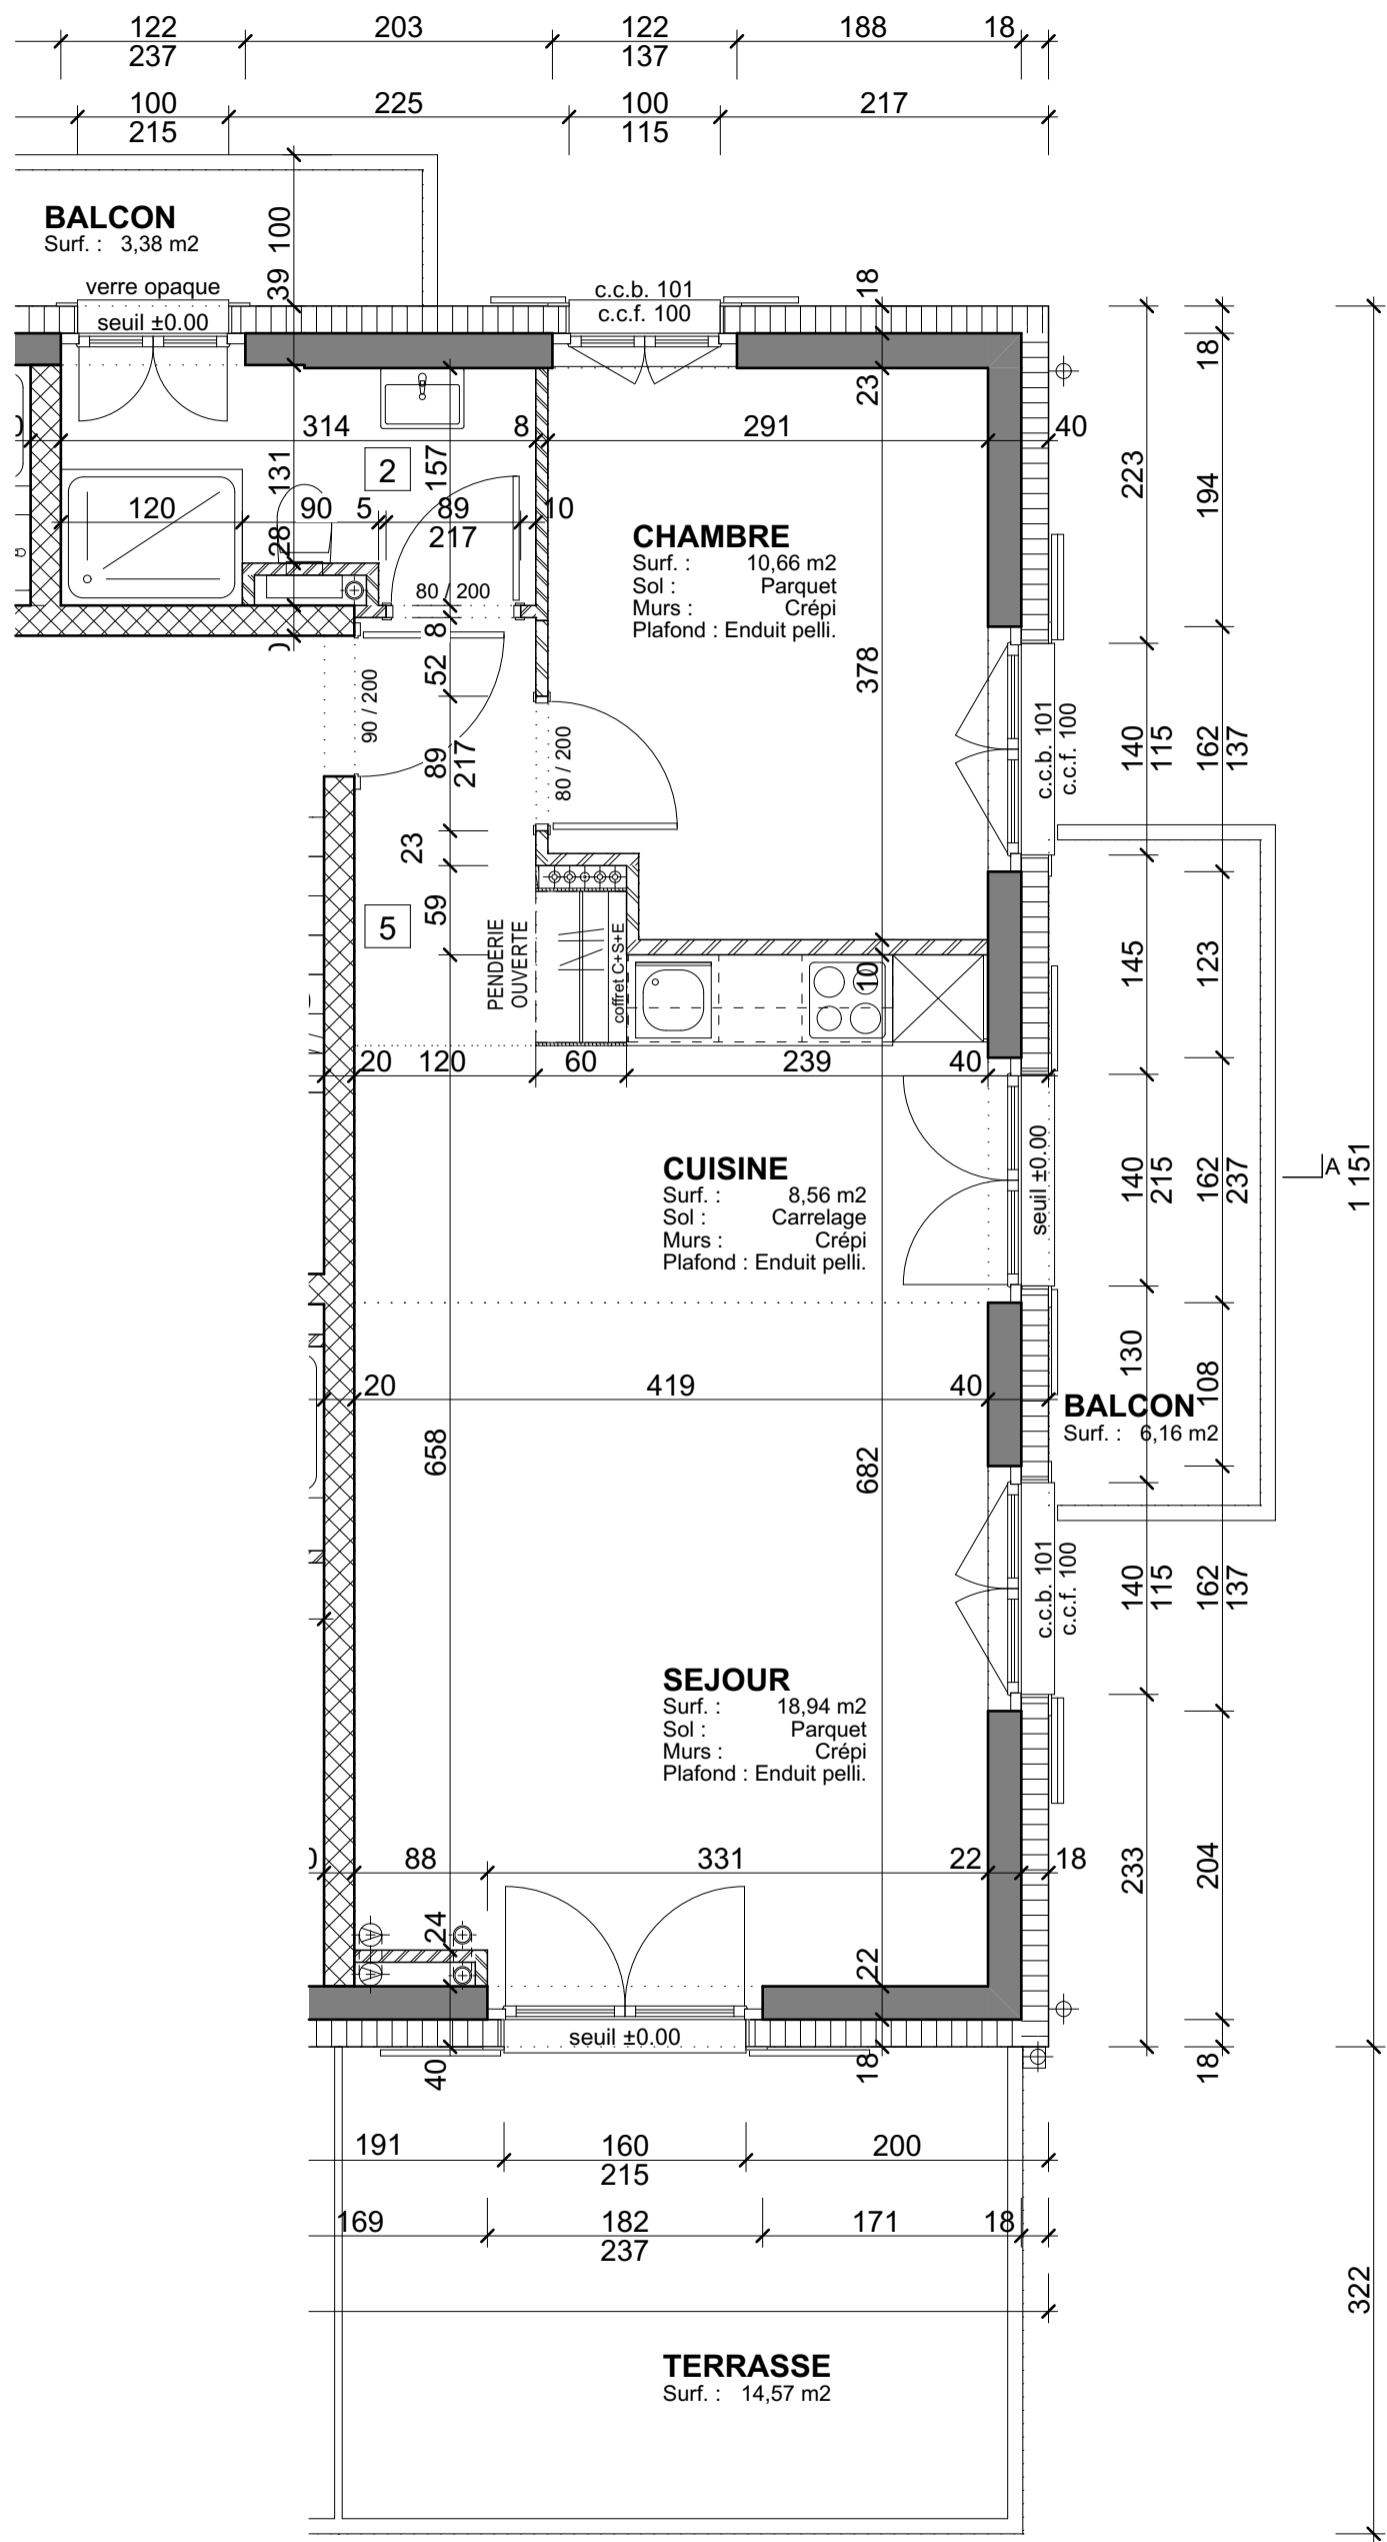 122 203 122 188 18
237 137
100 225 100 217
215 115
BALCON
Surf. : 3,38 m2
100
39
verre opaque
seuil ±0.00
c.c.b. 101
c.c.f. 100
18
23
18
314 8 291 40
2
131
157
223
194
120 90 5 89 10
217
28
80 / 200
CHAMBRE
Surf. : 10,66 m2
Sol : Parquet
Murs : Crépi
Plafond : Enduit pelli.
8
52
90 / 200
89
217
80 / 200
378
c.c.b. 101
c.c.f. 100
140
115
162
137
23
59
5
PENDERIE
OUVERTE
coffret C+S+E
10
145
123
20 120 60 239 40
CUISINE
Surf. : 8,56 m2
Sol : Carrelage
Murs : Crépi
Plafond : Enduit pelli.
seuil ±0.00
140
215
162
237
A
1 151
20 419 40
130
108
BALCON
Surf. : 6,16 m2
658
682
c.c.b. 101
c.c.f. 100
140
115
162
137
SEJOUR
Surf. : 18,94 m2
Sol : Parquet
Murs : Crépi
Plafond : Enduit pelli.
88 331 22 18
233
204
24
22
seuil ±0.00
40
18
18
191 160 200
215
169 182 171 18
237
322
TERRASSE
Surf. : 14,57 m2